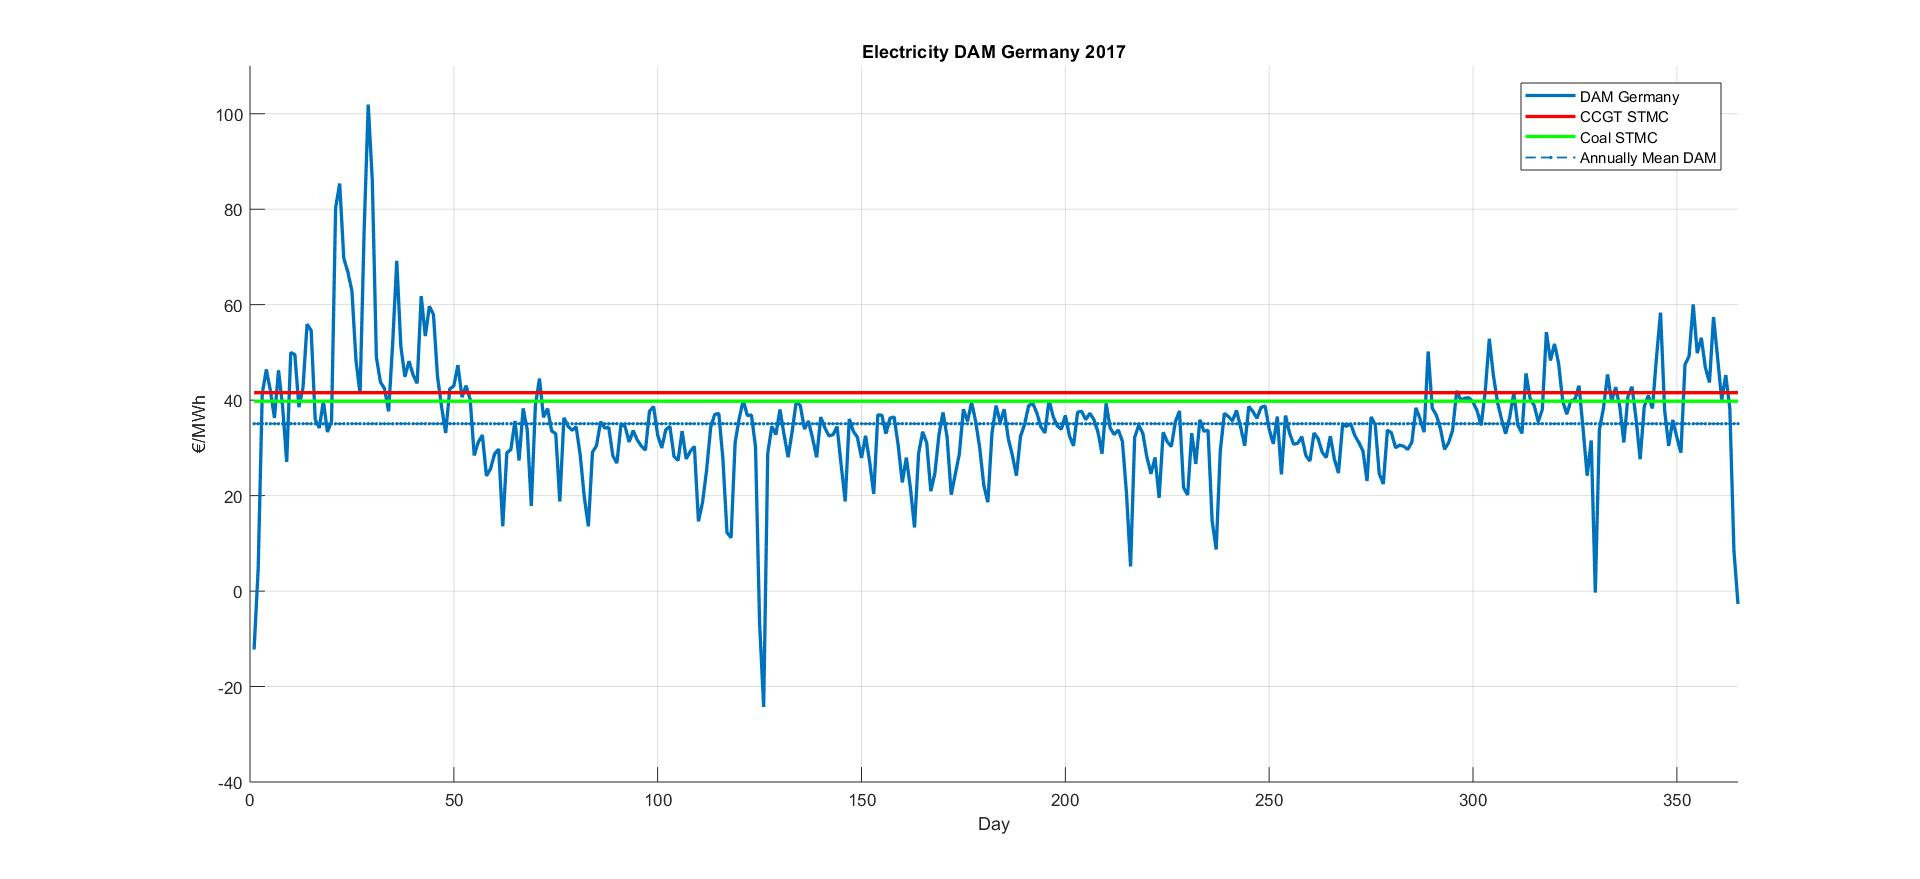 Electricity DAM Germany 2017
DAM Germany
CCGT STMC
Coal STMC
Annually Mean DAM
€/MWh
100
80
60
40
20
0
-20
-40
0 50 100 150 200 250 300 350
Day